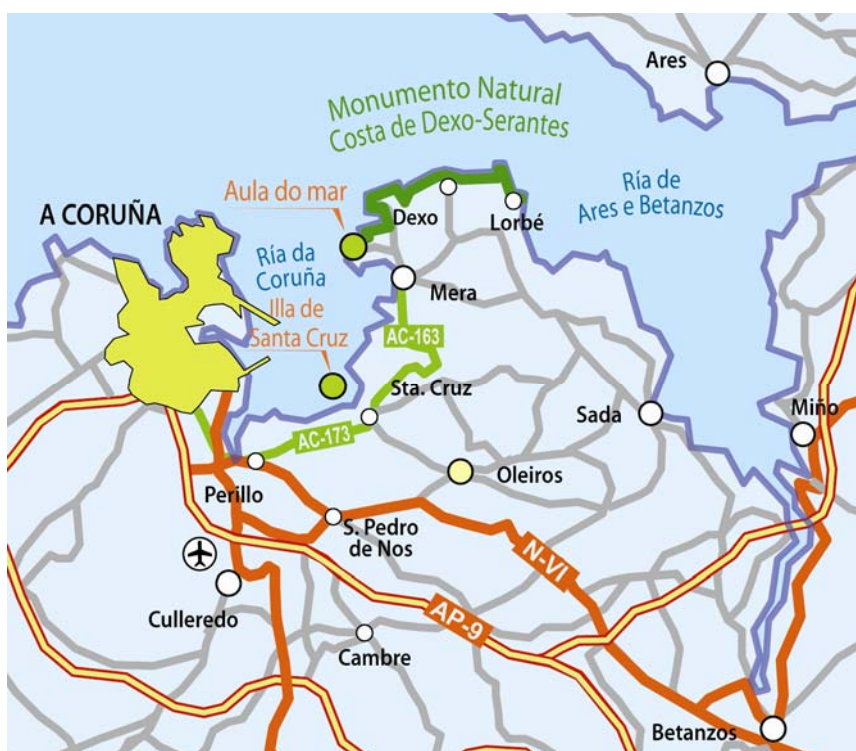 Ares
Monumento Natural
Costa de Dexo-Serantes
Aula do mar
Ría de
Ares e Betanzos
A CORUÑA
Dexo
Lorbé
Ría da
Coruña
Mera
Illa de
Santa Cruz
AC-163
Sta. Cruz
Sada
Miño
AC-173
Oleiros
Perillo
S. Pedro
de Nos
N-VI
Culleredo
AP-9
Cambre
Betanzos